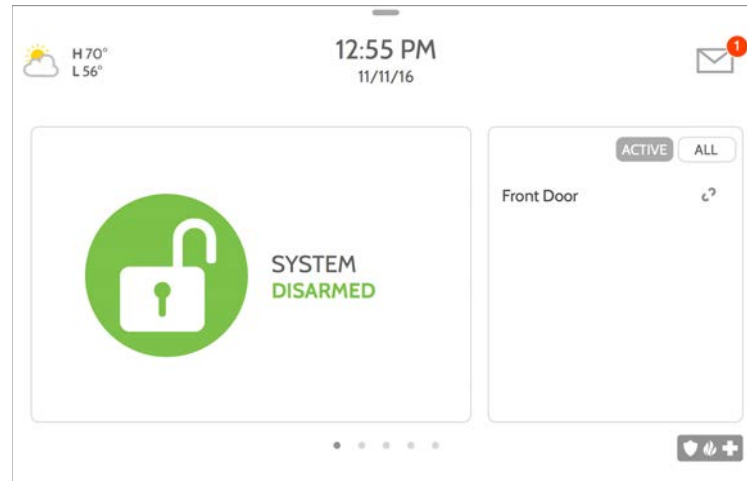 H 70°
L 56°
12:55 PM
11/11/16
1
SYSTEM
DISARMED
ACTIVE
ALL
Front Door